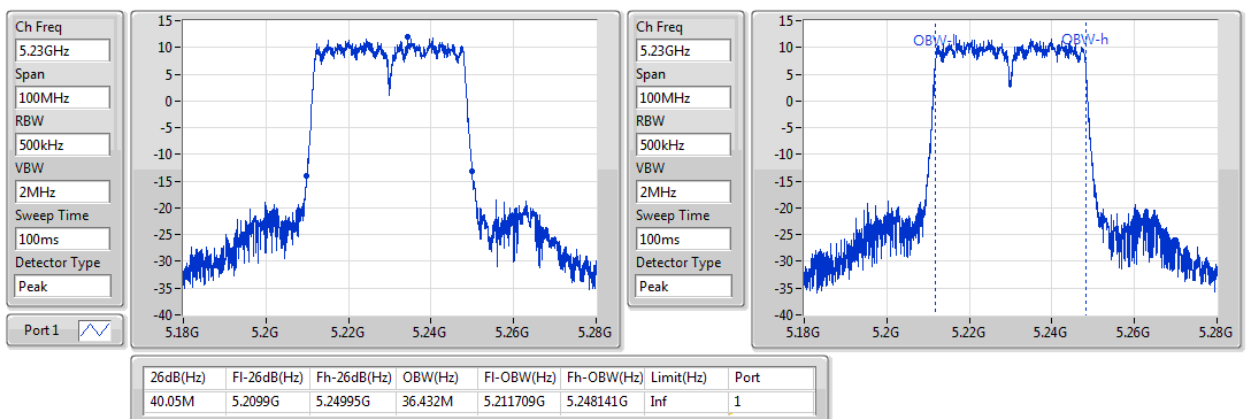 Ch Freq
5.23GHz
Span
100MHz
RBW
500kHz
VBW
2MHz
Sweep Time
100ms
Detector Type
Peak
Port 1
15
10
5
0
-5
-10
-15
-20
-25
-30
-35
-40
5.18G 5.2G 5.22G 5.24G 5.26G 5.28G
Ch Freq
5.23GHz
Span
100MHz
RBW
500kHz
VBW
2MHz
Sweep Time
100ms
Detector Type
Peak
15
10
5
0
-5
-10
-15
-20
-25
-30
-35
-40
OBW-l OBW-h
5.18G 5.2G 5.22G 5.24G 5.26G 5.28G
26dB(Hz) Fl-26dB(Hz) Fh-26dB(Hz) OBW(Hz) Fl-OBW(Hz) Fh-OBW(Hz) Limit(Hz) Port
40.05M 5.2099G 5.24995G 36.432M 5.211709G 5.248141G Inf 1